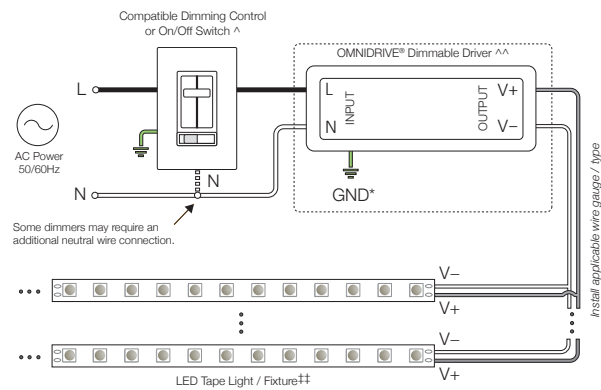 Compatible Dimming Control
or On/Off Switch ^
OMNIDRIVE® Dimmable Driver ^^
L
L
INPUT
N
OUTPUT
V+
V−
AC Power
50/60Hz
N
N
GND*
Some dimmers may require an
additional neutral wire connection.
Install applicable wire gauge / type
V−
V+
V−
V+
LED Tape Light / Fixture‡‡